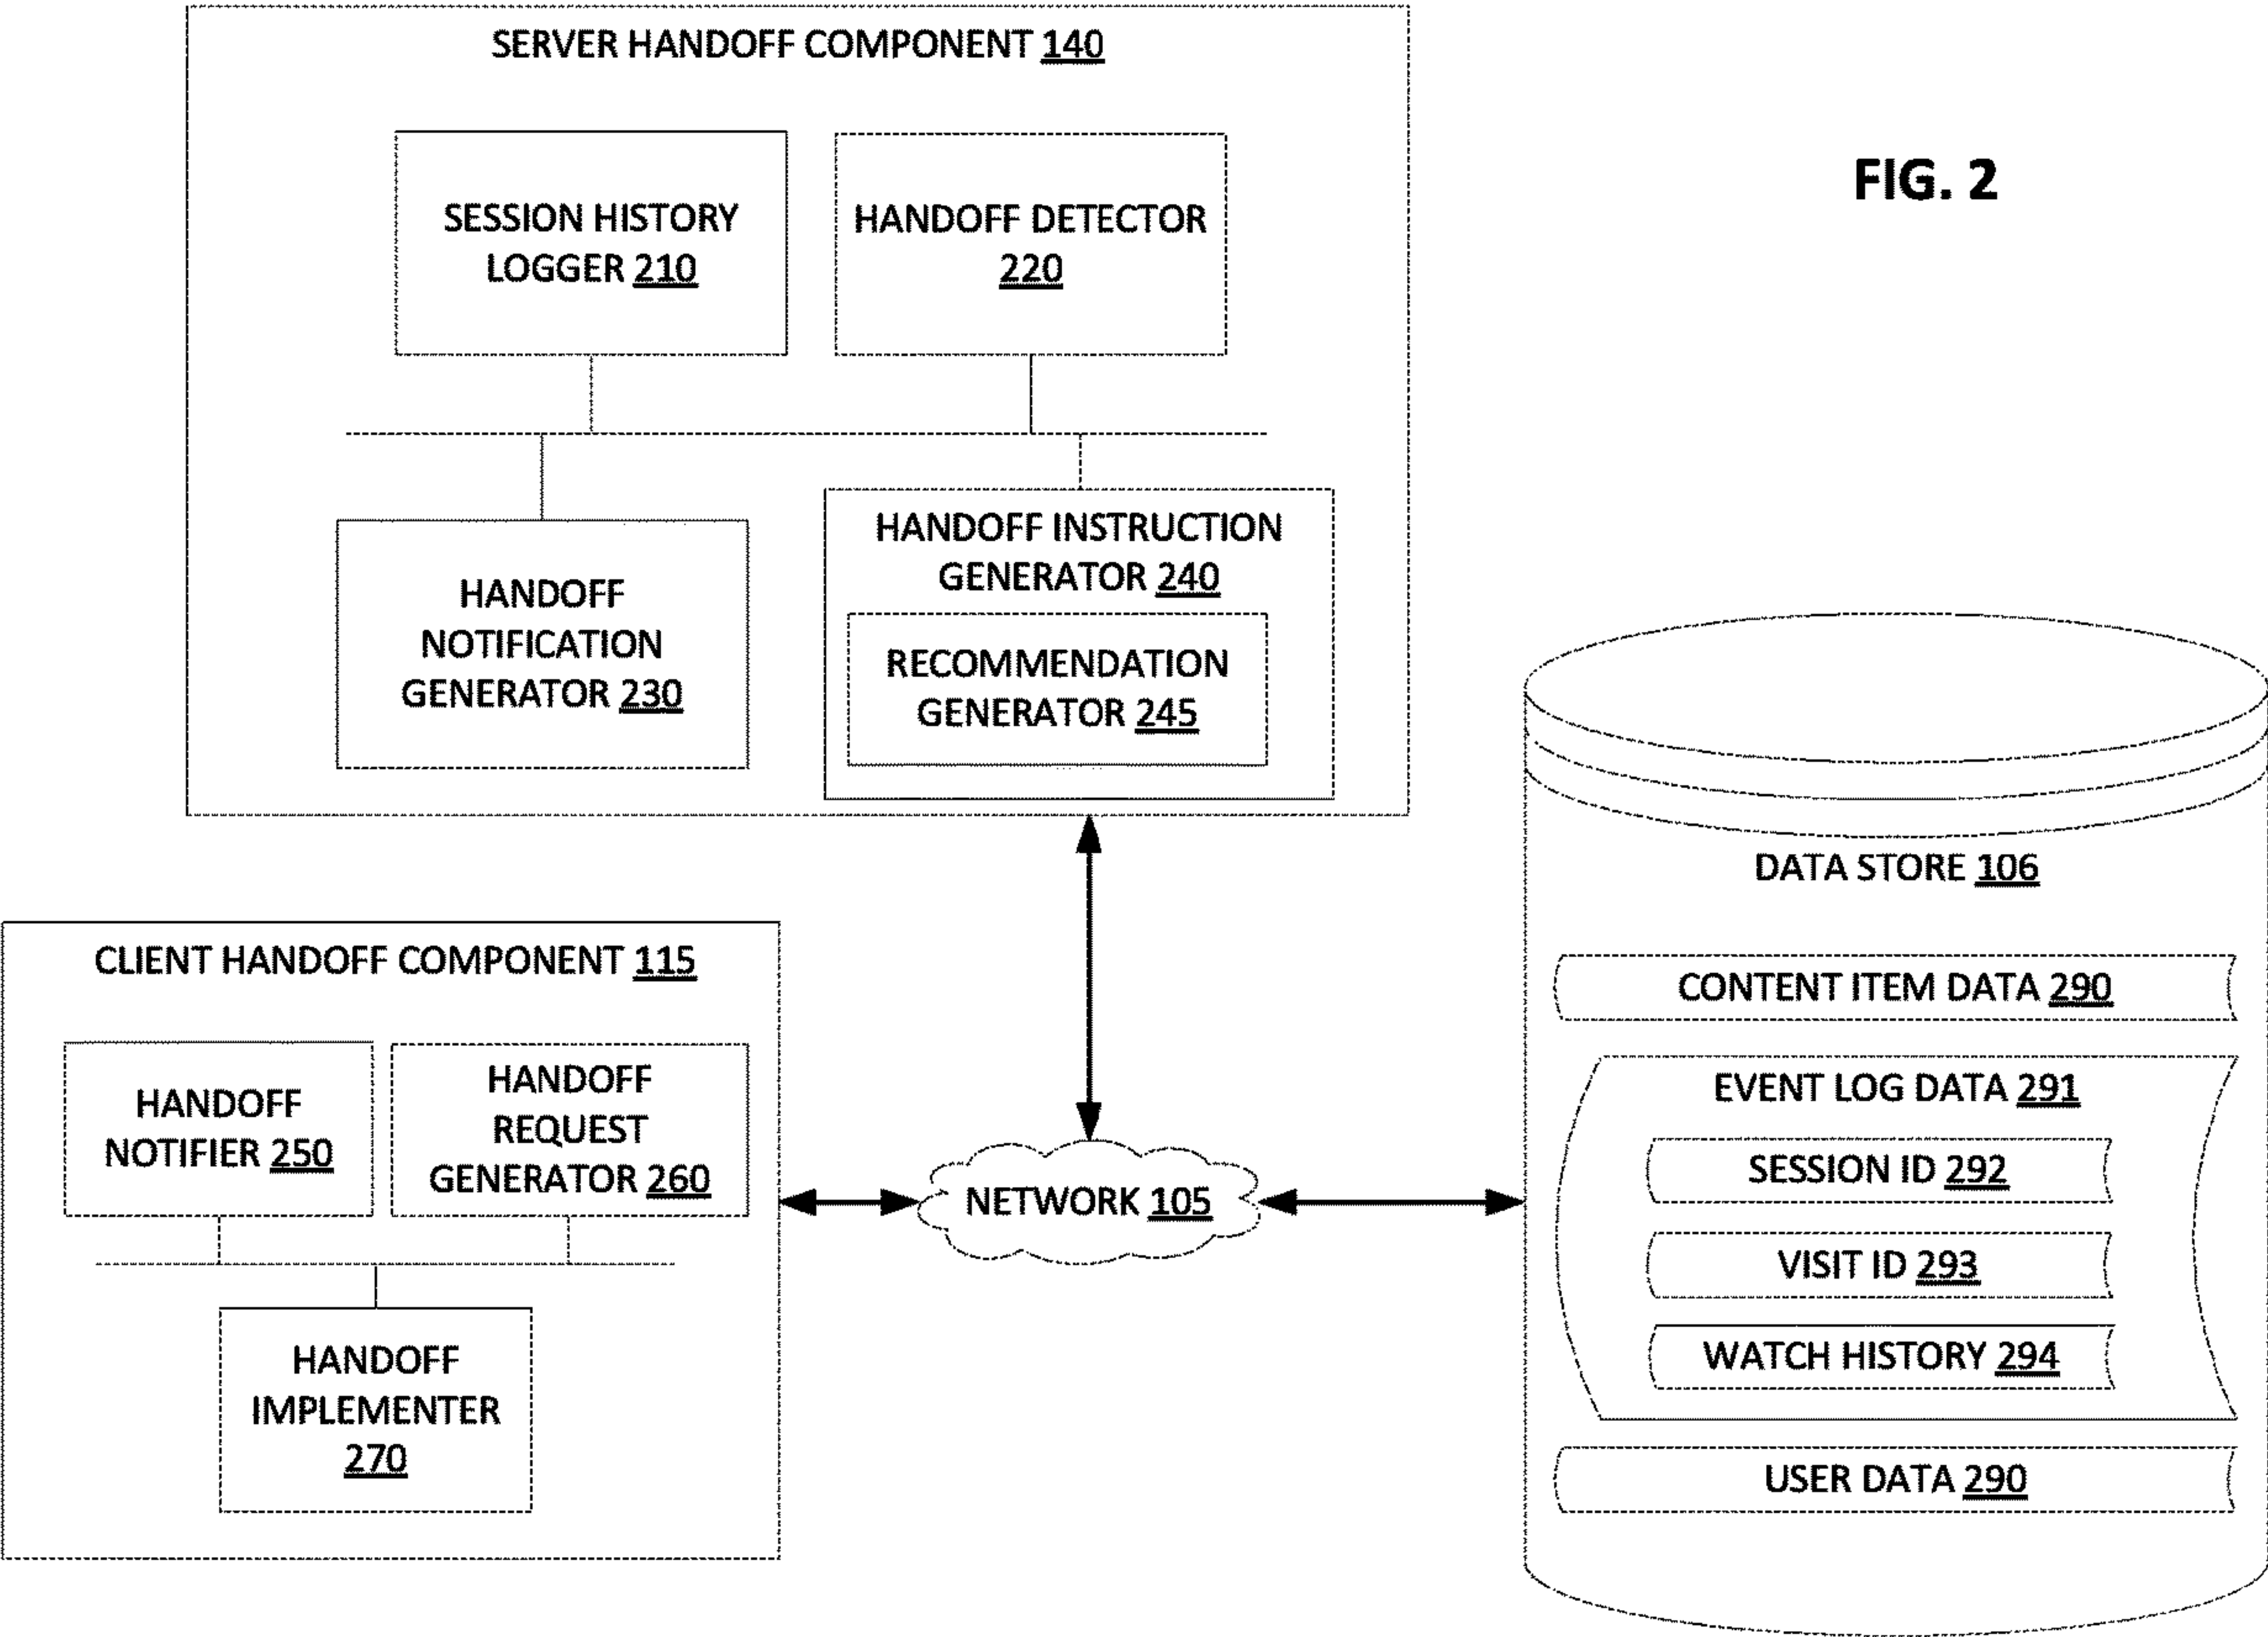 SERVER HANDOFF COMPONENT 140
SESSION HISTORY
LOGGER 210
HANDOFF DETECTOR
220
HANDOFF
NOTIFICATION
GENERATOR 230
HANDOFF INSTRUCTION
GENERATOR 240
RECOMMENDATION
GENERATOR 245
FIG. 2
CLIENT HANDOFF COMPONENT 115
HANDOFF
NOTIFIER 250
HANDOFF
REQUEST
GENERATOR 260
HANDOFF
IMPLEMENTER
270
NETWORK 105
DATA STORE 106
CONTENT ITEM DATA 290
EVENT LOG DATA 291
SESSION ID 292
VISIT ID 293
WATCH HISTORY 294
USER DATA 290